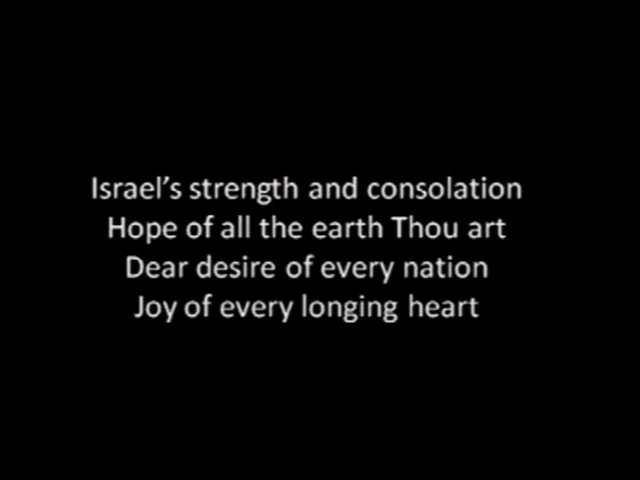 Israel’s strength and consolation
Hope of all the earth Thou art
Dear desire of every nation
Joy of every longing heart